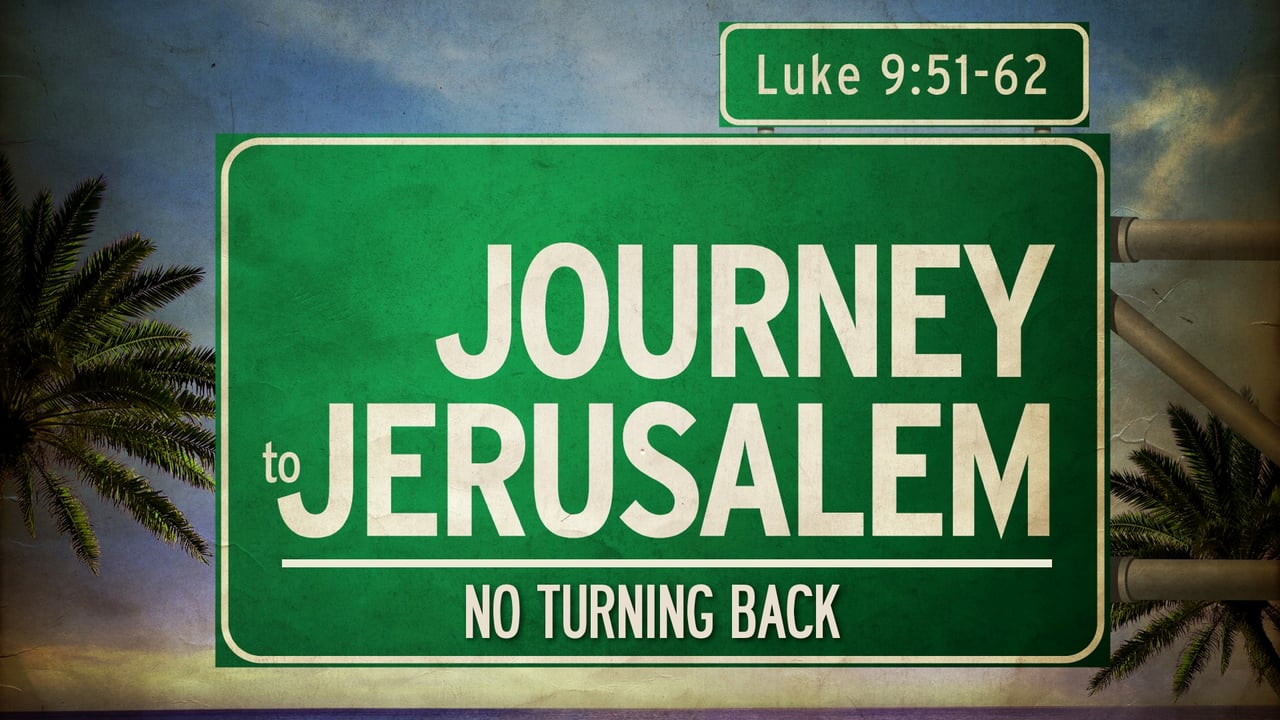 Luke 9:51-62
JOURNEY
to JERUSALEM
NO TURNING BACK